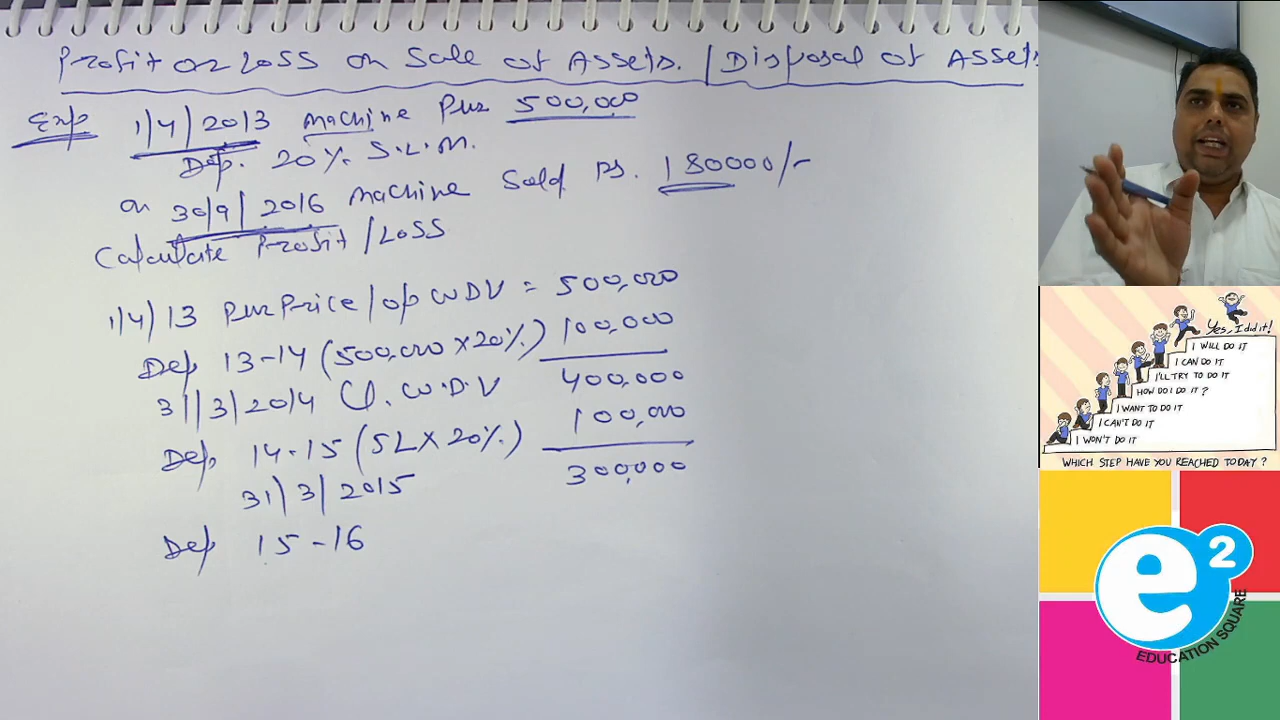 Profit or Loss on Sale of Assets. | Disposal of Assets
Exp 1/4/2013 machine Pur 500,000
Dep. 20% S.L.M.
on 30/9/2016 machine Sold Rs. 180000/-
Calculate Profit/Loss
1/4/13 Pur Price/op WDV = 500,000
Dep 13-14 (500,000 x 20%) 100,000
31/3/2014 Cl. W.D.V 400,000
Dep. 14-15 (5L x 20%) 100,000
31/3/2015 300,000
Dep 15-16
Yes, I did it!
I WILL DO IT
I CAN DO IT
I'LL TRY TO DO IT
HOW DO I DO IT?
I WANT TO DO IT
I CAN'T DO IT
I WON'T DO IT
WHICH STEP HAVE YOU REACHED TODAY?
e2
EDUCATION SQUARE